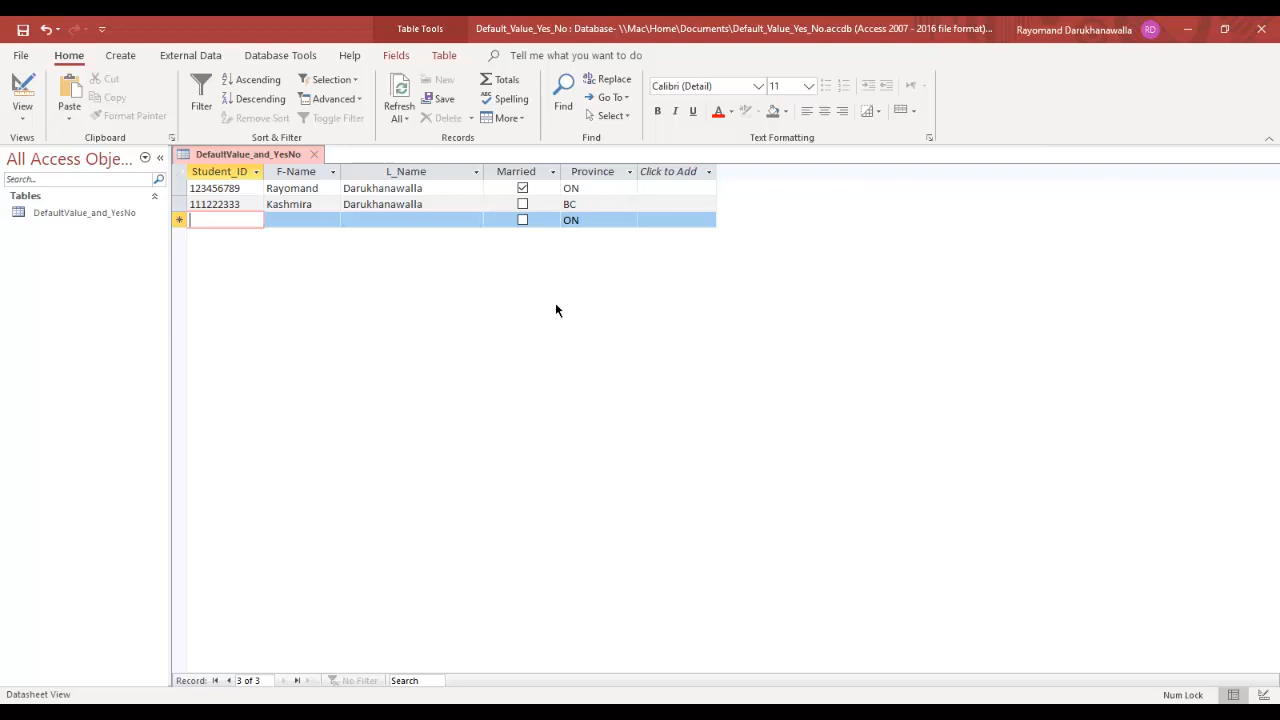 Table Tools
Default_Value_Yes_No : Database- \\Mac\Home\Documents\Default_Value_Yes_No.accdb (Access 2007 - 2016 file format)...
Rayomand Darukhanawalla RD
File Home Create External Data Database Tools Help Fields Table Tell me what you want to do
View
Views
Paste
Cut
Copy
Format Painter
Clipboard
Filter
Ascending
Descending
Remove Sort
Selection
Advanced
Toggle Filter
Sort & Filter
Refresh
All
New
Save
Delete
Totals
Spelling
More
Records
Find
Replace
Go To
Select
Find
Calibri (Detail) 11
B I U A
Text Formatting
All Access Obje...
Search...
Tables
DefaultValue_and_YesNo
DefaultValue_and_YesNo
Student_ID F-Name L_Name Married Province Click to Add
123456789 Rayomand Darukhanawalla ON
111222333 Kashmira Darukhanawalla BC
ON
Record: 3 of 3 No Filter Search
Datasheet View
Num Lock